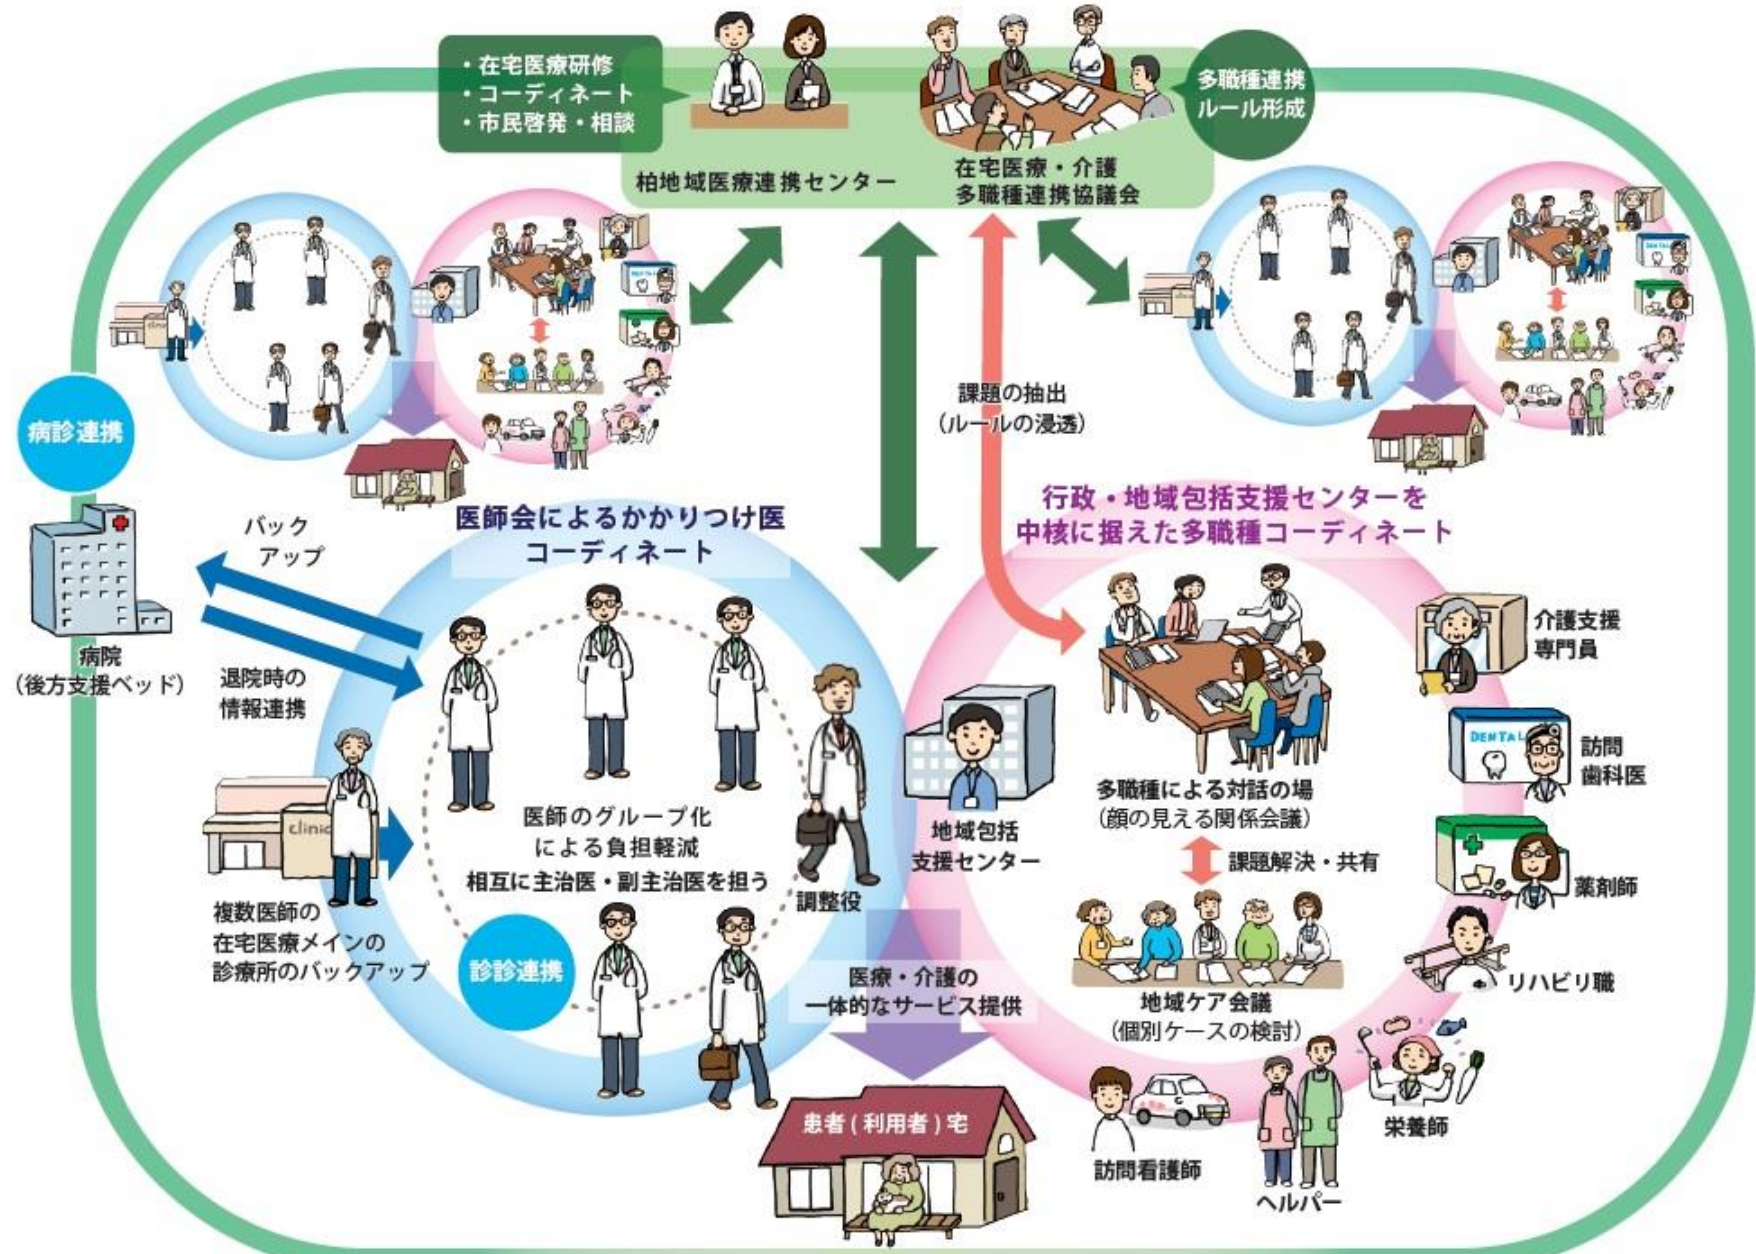 ・在宅医療研修
・コーディネート
・市民啓発・相談
多職種連携
ルール形成
柏地域医療連携センター
在宅医療・介護
多職種連携協議会
課題の抽出
(ルールの浸透)
病診連携
バック
アップ
病院
(後方支援ベッド)
退院時の
情報連携
医師会によるかかりつけ医
コーディネート
行政・地域包括支援センターを
中核に据えた多職種コーディネート
clinic
複数医師の
在宅医療メインの
診療所のバックアップ
医師のグループ化
による負担軽減
相互に主治医・副主治医を担う
診診連携
調整役
地域包括
支援センター
多職種による対話の場
(顔の見える関係会議)
課題解決・共有
地域ケア会議
(個別ケースの検討)
医療・介護の
一体的なサービス提供
患者(利用者)宅
介護支援
専門員
DENTAL
訪問
歯科医
薬剤師
リハビリ職
栄養師
ヘルパー
訪問看護師